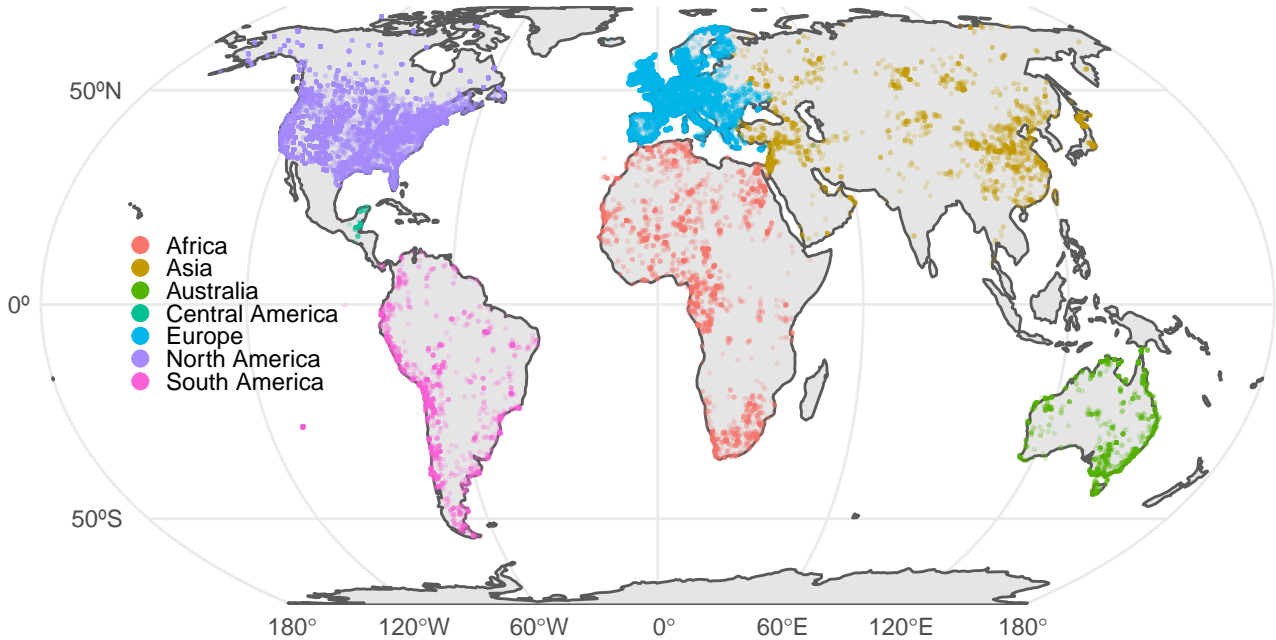 50ºN
Africa
Asia
Australia
0º
Central America
Europe
North America
South America
50ºS
180° 120°W 60°W 0° 60°E 120°E 180°